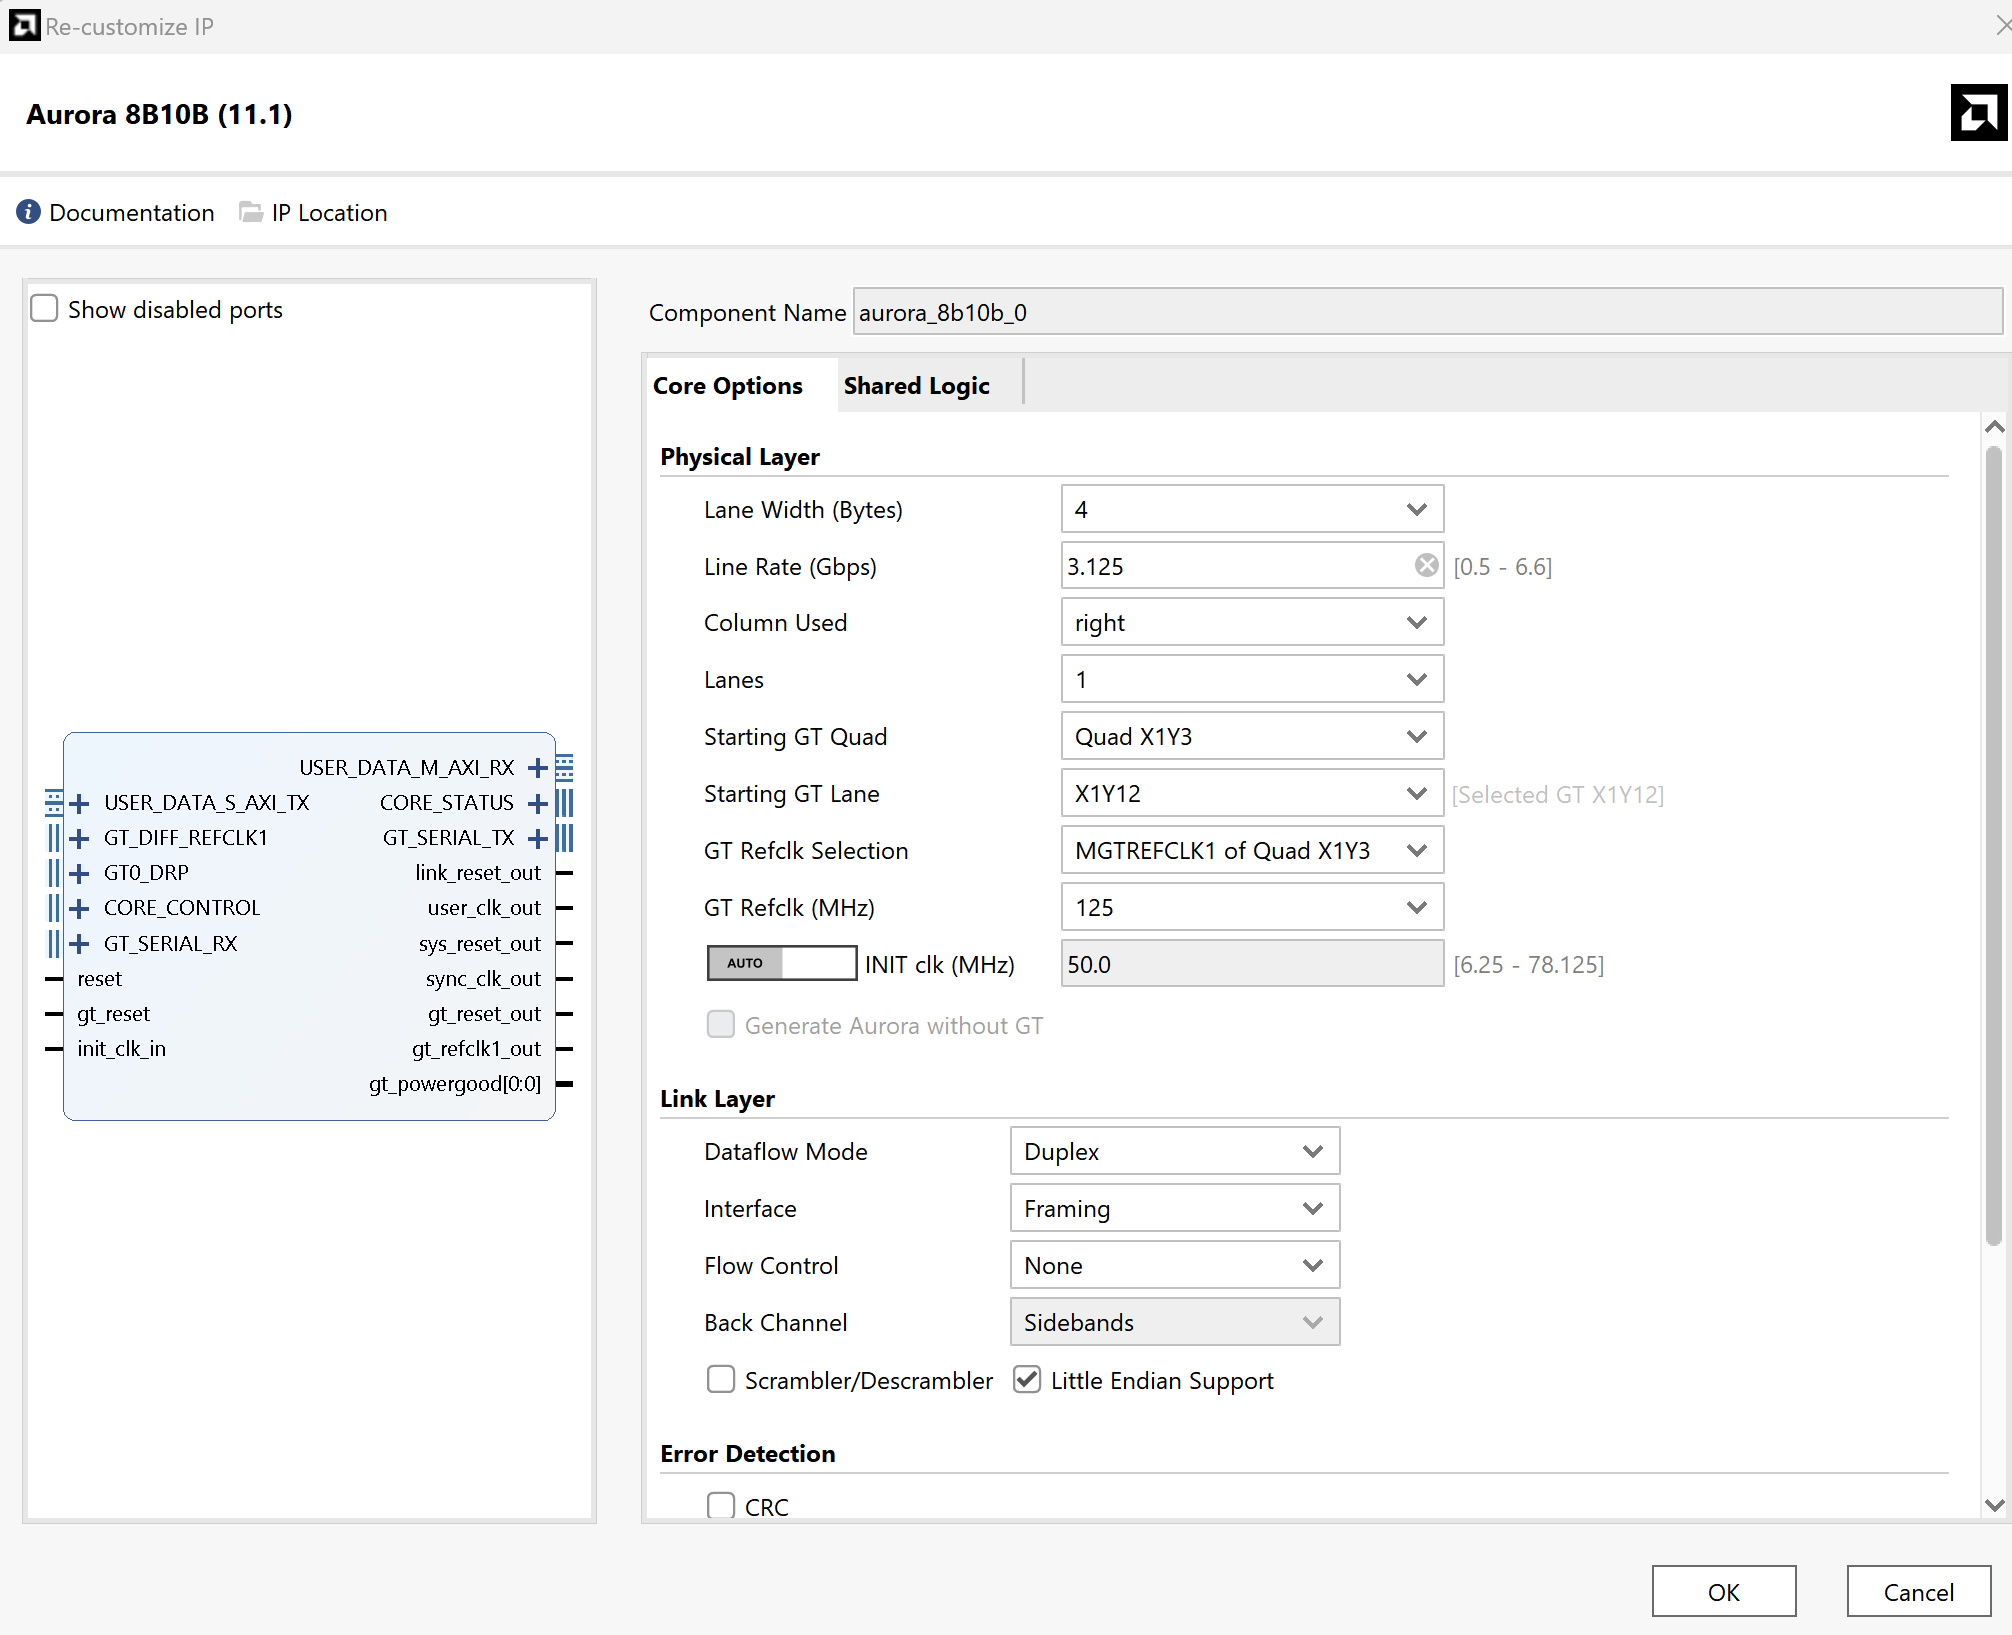 Re-customize IP
Aurora 8B10B (11.1)
Documentation IP Location
Show disabled ports
USER_DATA_M_AXI_RX
USER_DATA_S_AXI_TX CORE_STATUS
GT_DIFF_REFCLK1 GT_SERIAL_TX
GT0_DRP link_reset_out
CORE_CONTROL user_clk_out
GT_SERIAL_RX sys_reset_out
reset sync_clk_out
gt_reset gt_reset_out
init_clk_in gt_refclk1_out
gt_powergood[0:0]
Component Name aurora_8b10b_0
Core Options Shared Logic
Physical Layer
Lane Width (Bytes) 4
Line Rate (Gbps) 3.125 [0.5 - 6.6]
Column Used right
Lanes 1
Starting GT Quad Quad X1Y3
Starting GT Lane X1Y12 [Selected GT X1Y12]
GT Refclk Selection MGTREFCLK1 of Quad X1Y3
GT Refclk (MHz) 125
AUTO INIT clk (MHz) 50.0 [6.25 - 78.125]
Generate Aurora without GT
Link Layer
Dataflow Mode Duplex
Interface Framing
Flow Control None
Back Channel Sidebands
Scrambler/Descrambler Little Endian Support
Error Detection
CRC
OK Cancel